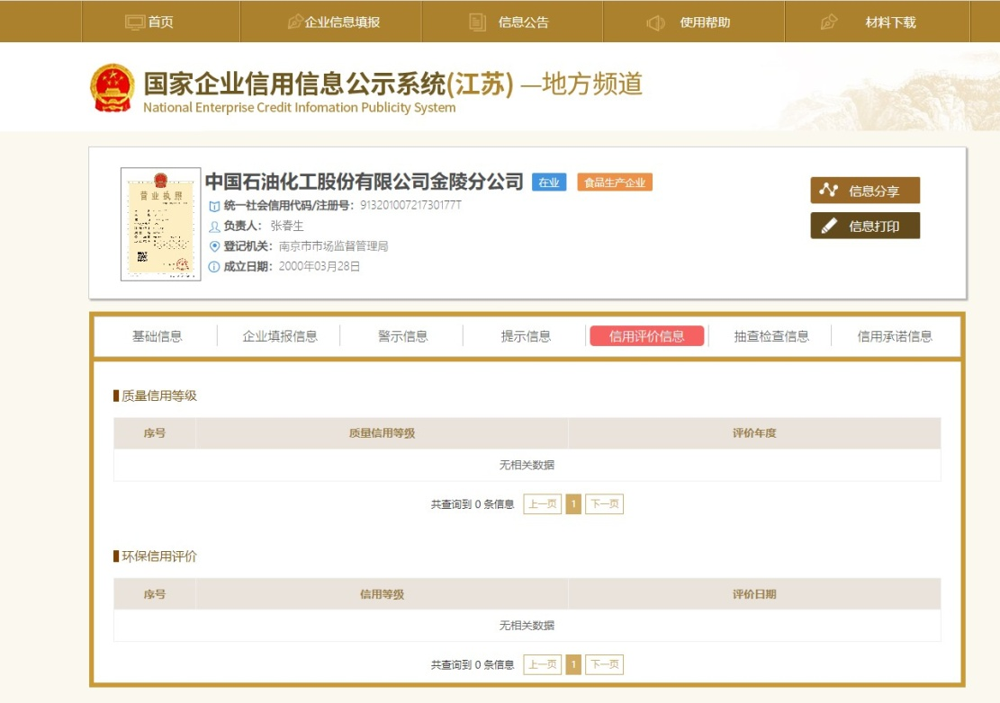 首页 企业信息填报 信息公告 使用帮助 材料下载
国家企业信用信息公示系统(江苏) —地方频道
National Enterprise Credit Infomation Publicity System
营业执照
中国石油化工股份有限公司金陵分公司 在业 食品生产企业
统一社会信用代码/注册号: 91320100721730177T
负责人: 张春生
登记机关: 南京市市场监督管理局
成立日期: 2000年03月28日
信息分享
信息打印
基础信息 企业填报信息 警示信息 提示信息 信用评价信息 抽查检查信息 信用承诺信息
质量信用等级
序号 质量信用等级 评价年度
无相关数据
共查询到 0 条信息 上一页 1 下一页
环保信用评价
序号 信用等级 评价日期
无相关数据
共查询到 0 条信息 上一页 1 下一页